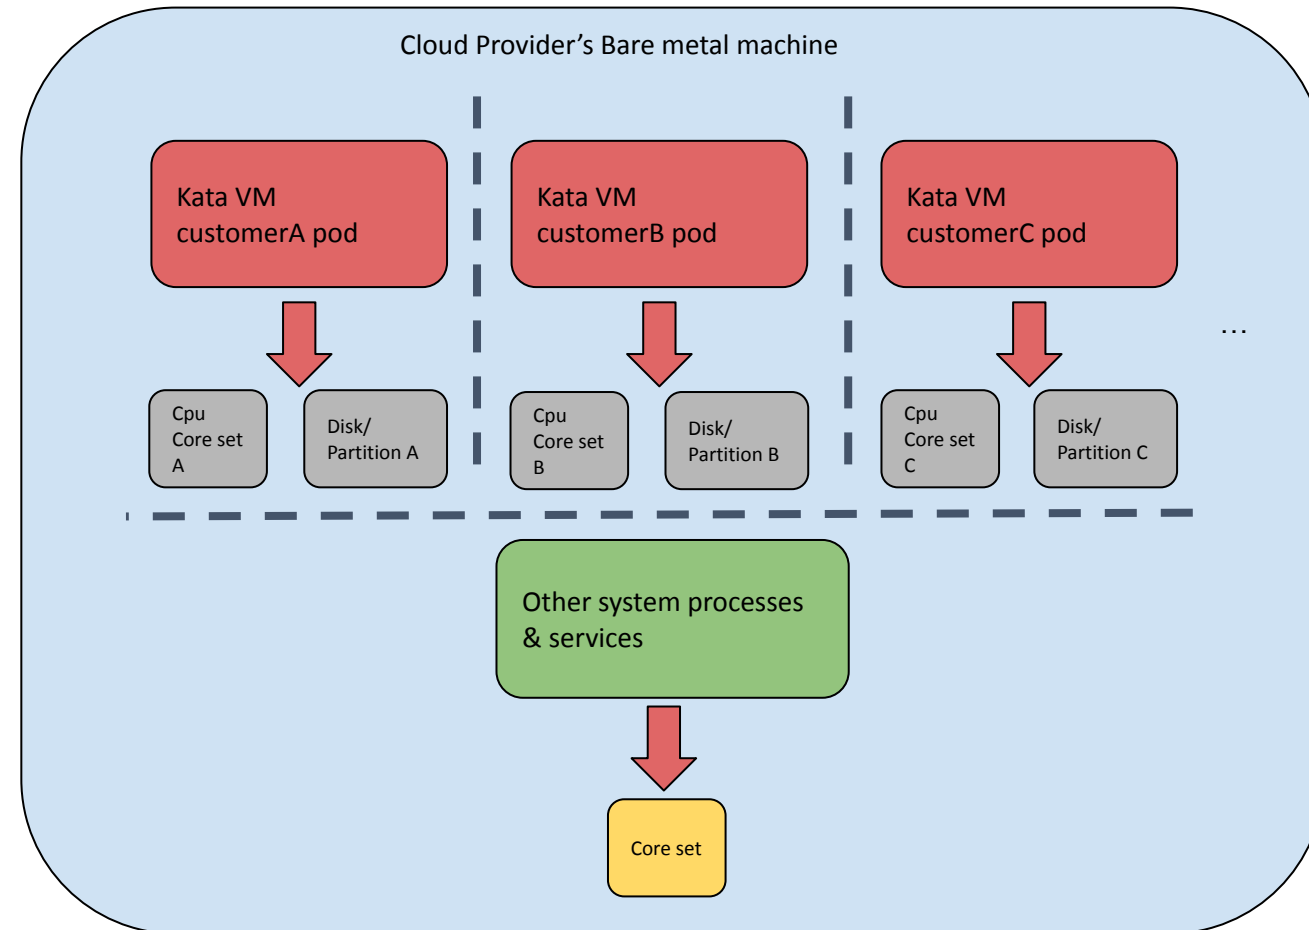 Cloud Provider’s Bare metal machine
Kata VM
customerA pod
Kata VM
customerB pod
Kata VM
customerC pod
...
Cpu
Core set
A
Disk/
Partition A
Cpu
Core set
B
Disk/
Partition B
Cpu
Core set
C
Disk/
Partition C
Other system processes
& services
Core set